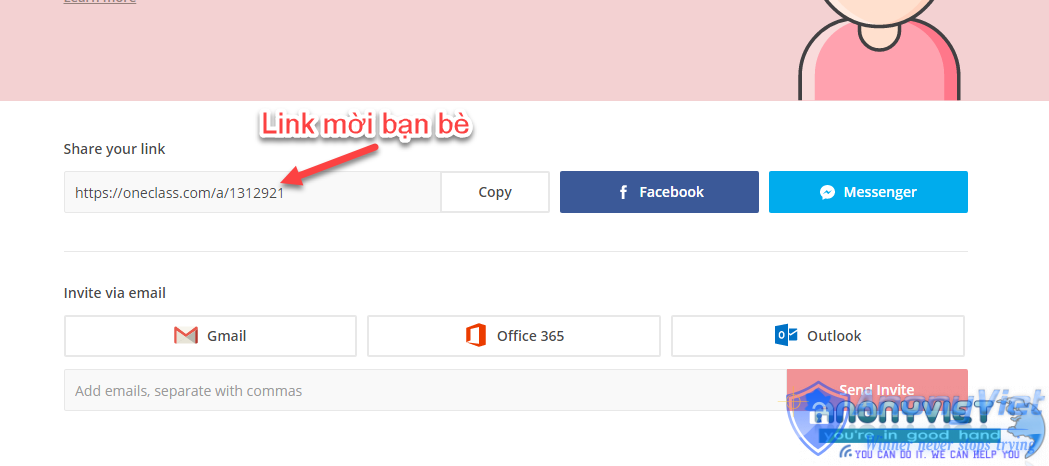 Learn more
Link mời bạn bè
Share your link
https://oneclass.com/a/1312921
Copy
Facebook
Messenger
Invite via email
Gmail
Office 365
Outlook
Add emails, separate with commas
Send Invite
AnonyViet
ANONYVIET
you're in good hand
Winner never stops trying
YOU CAN DO IT, WE CAN HELP YOU